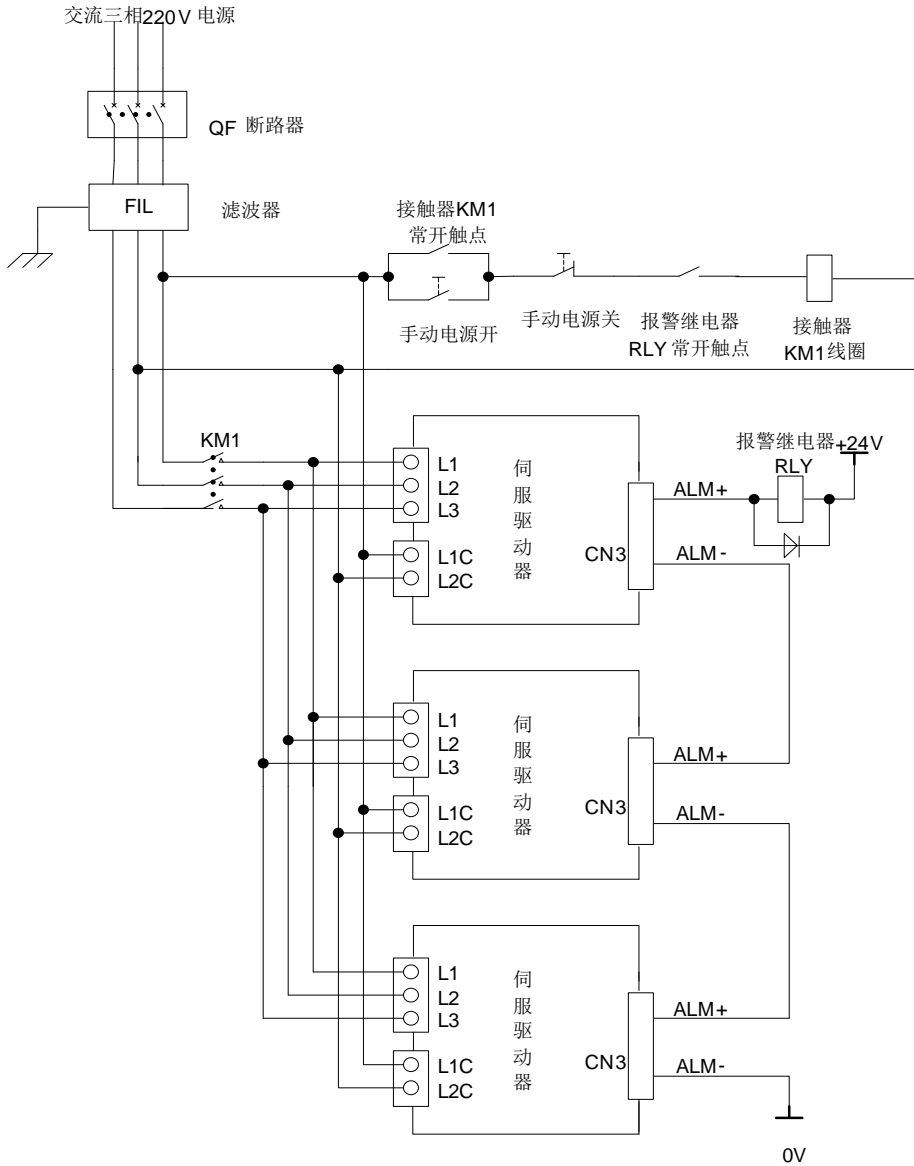 交流三相220V 电源
QF 断路器
FIL
滤波器
接触器KM1
常开触点
手动电源开
手动电源关
报警继电器
RLY 常开触点
接触器
KM1线圈
KM1
L1
L2
L3
L1C
L2C
伺服驱动器
CN3
ALM+
ALM-
报警继电器+24V
RLY
L1
L2
L3
L1C
L2C
伺服驱动器
CN3
ALM+
ALM-
L1
L2
L3
L1C
L2C
伺服驱动器
CN3
ALM+
ALM-
0V